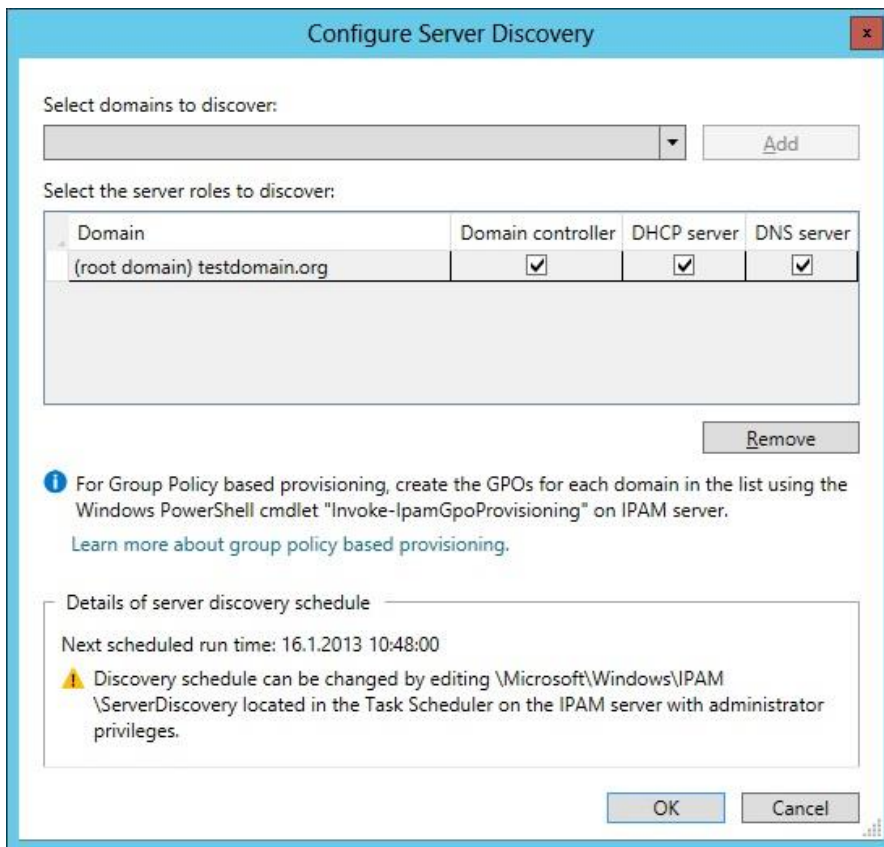 Configure Server Discovery
x
Select domains to discover:
Add
Select the server roles to discover:
Domain Domain controller DHCP server DNS server
(root domain) testdomain.org
Remove
For Group Policy based provisioning, create the GPOs for each domain in the list using the
Windows PowerShell cmdlet "Invoke-IpamGpoProvisioning" on IPAM server.
Learn more about group policy based provisioning.
Details of server discovery schedule
Next scheduled run time: 16.1.2013 10:48:00
Discovery schedule can be changed by editing \Microsoft\Windows\IPAM
\ServerDiscovery located in the Task Scheduler on the IPAM server with administrator
privileges.
OK Cancel